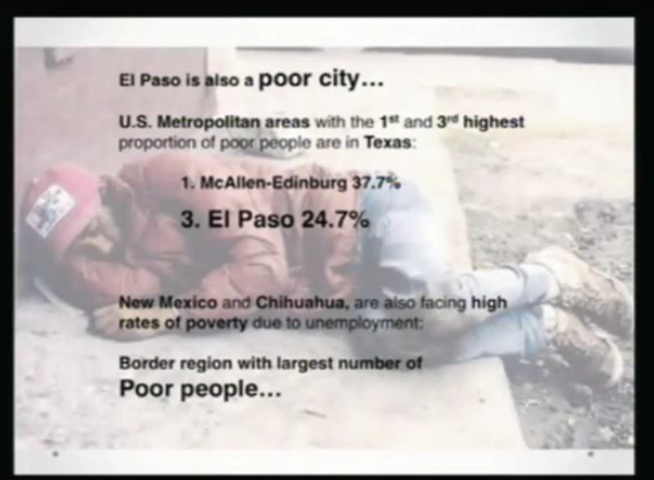 El Paso is also a poor city...
U.S. Metropolitan areas with the 1st and 3rd highest
proportion of poor people are in Texas:
1. McAllen-Edinburg 37.7%
3. El Paso 24.7%
New Mexico and Chihuahua, are also facing high
rates of poverty due to unemployment:
Border region with largest number of
Poor people...